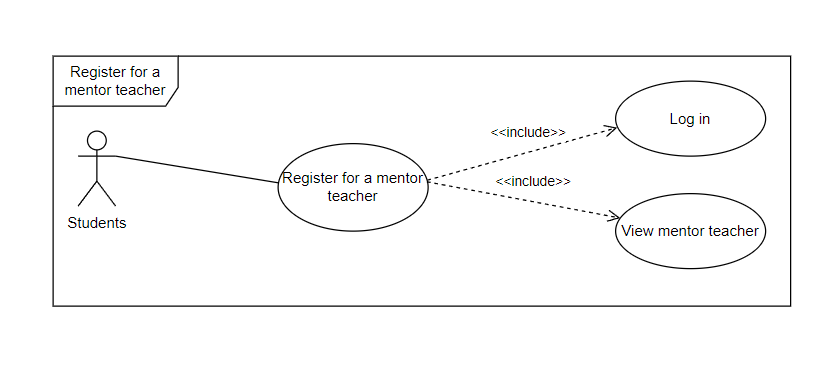 Register for a
mentor teacher
Students
Register for a mentor
teacher
<<include>>
<<include>>
Log in
View mentor teacher